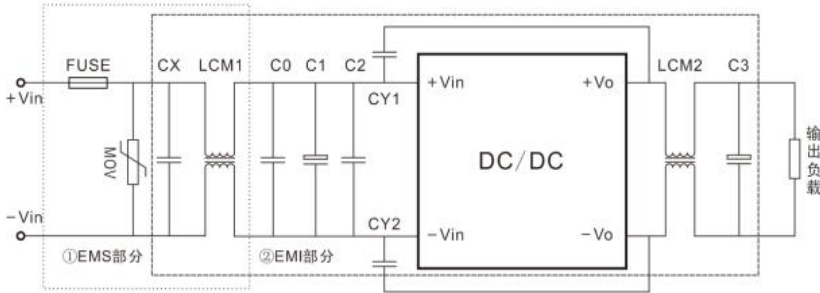 FUSE
CX
LCM1
C0
C1
C2
LCM2
C3
+Vin
CY1
+Vin
+Vo
MOV
DC/DC
输出负载
−Vin
CY2
−Vin
−Vo
①EMS部分
②EMI部分